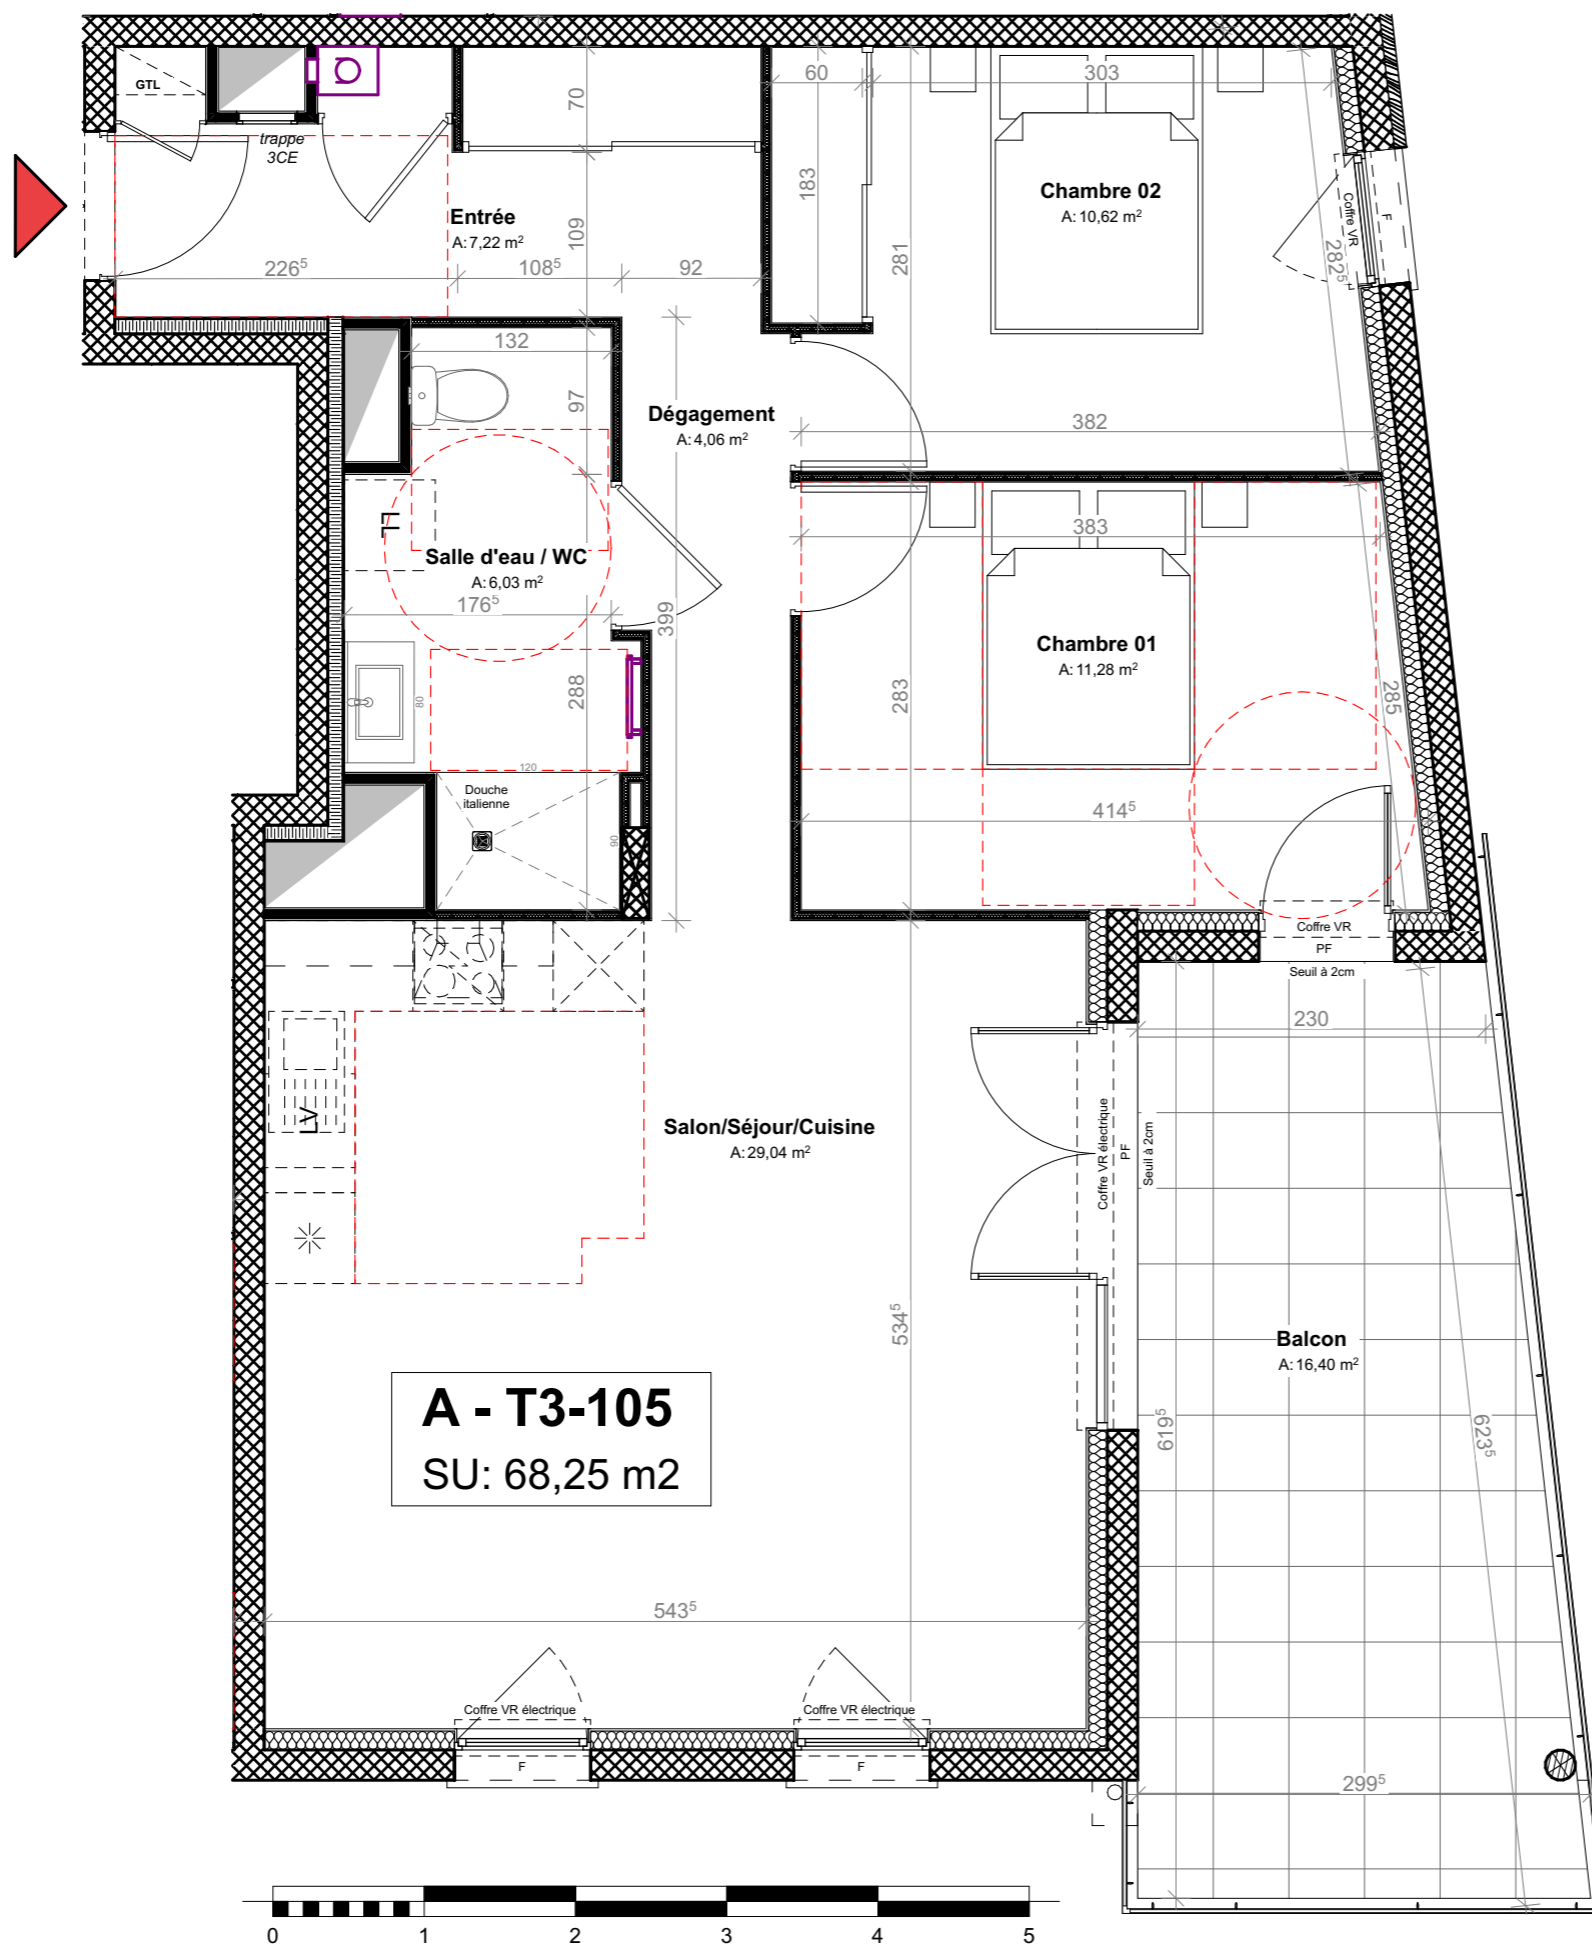 GTL
trappe
3CE
70
60
303
183
Chambre 02
A: 10,62 m²
Coffre VR
F
Entrée
A: 7,22 m²
109
281
282⁵
226⁵
108⁵
92
132
97
Dégagement
A: 4,06 m²
382
LL
Salle d'eau / WC
A: 6,03 m²
176⁵
399
383
Chambre 01
A: 11,28 m²
288
80
283
285
120
Douche
italienne
90
414⁵
Coffre VR
PF
Seuil à 2cm
230
LV
Salon/Séjour/Cuisine
A: 29,04 m²
Coffre VR électrique
PF
Seuil à 2cm
534⁵
Balcon
A: 16,40 m²
A - T3-105
SU: 68,25 m2
619⁵
623⁵
543⁵
Coffre VR électrique
Coffre VR électrique
F
F
299⁵
0 1 2 3 4 5